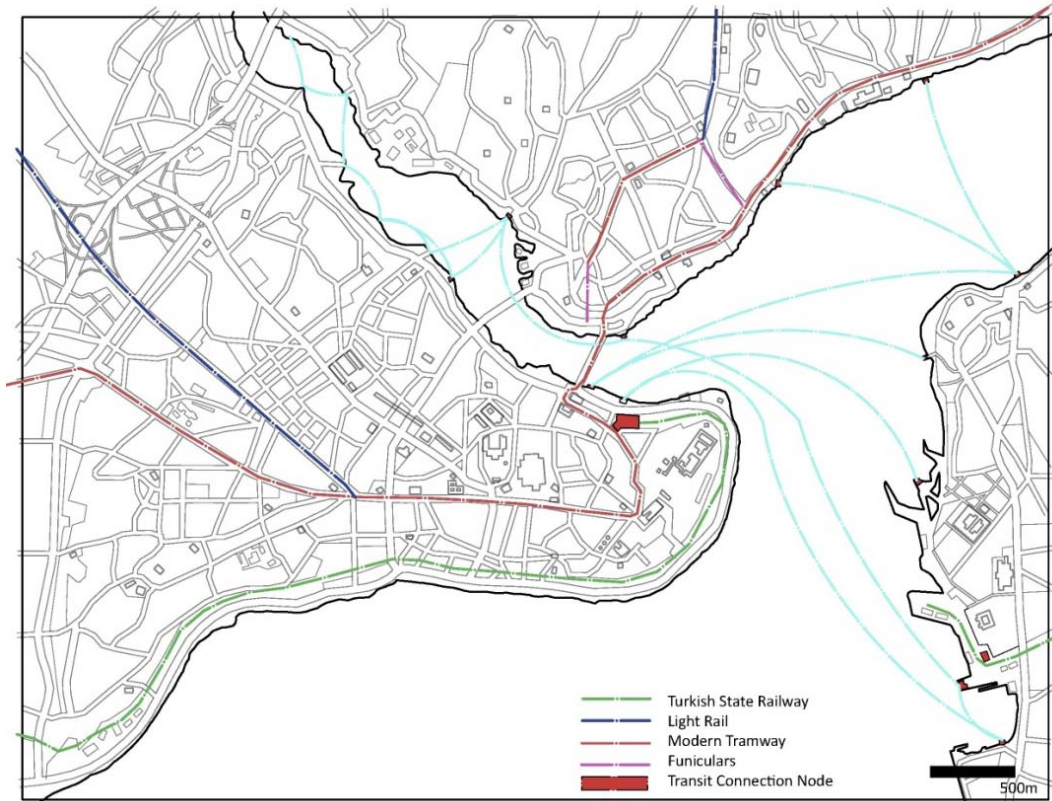 Turkish State Railway
Light Rail
Modern Tramway
Funiculars
Transit Connection Node
500m